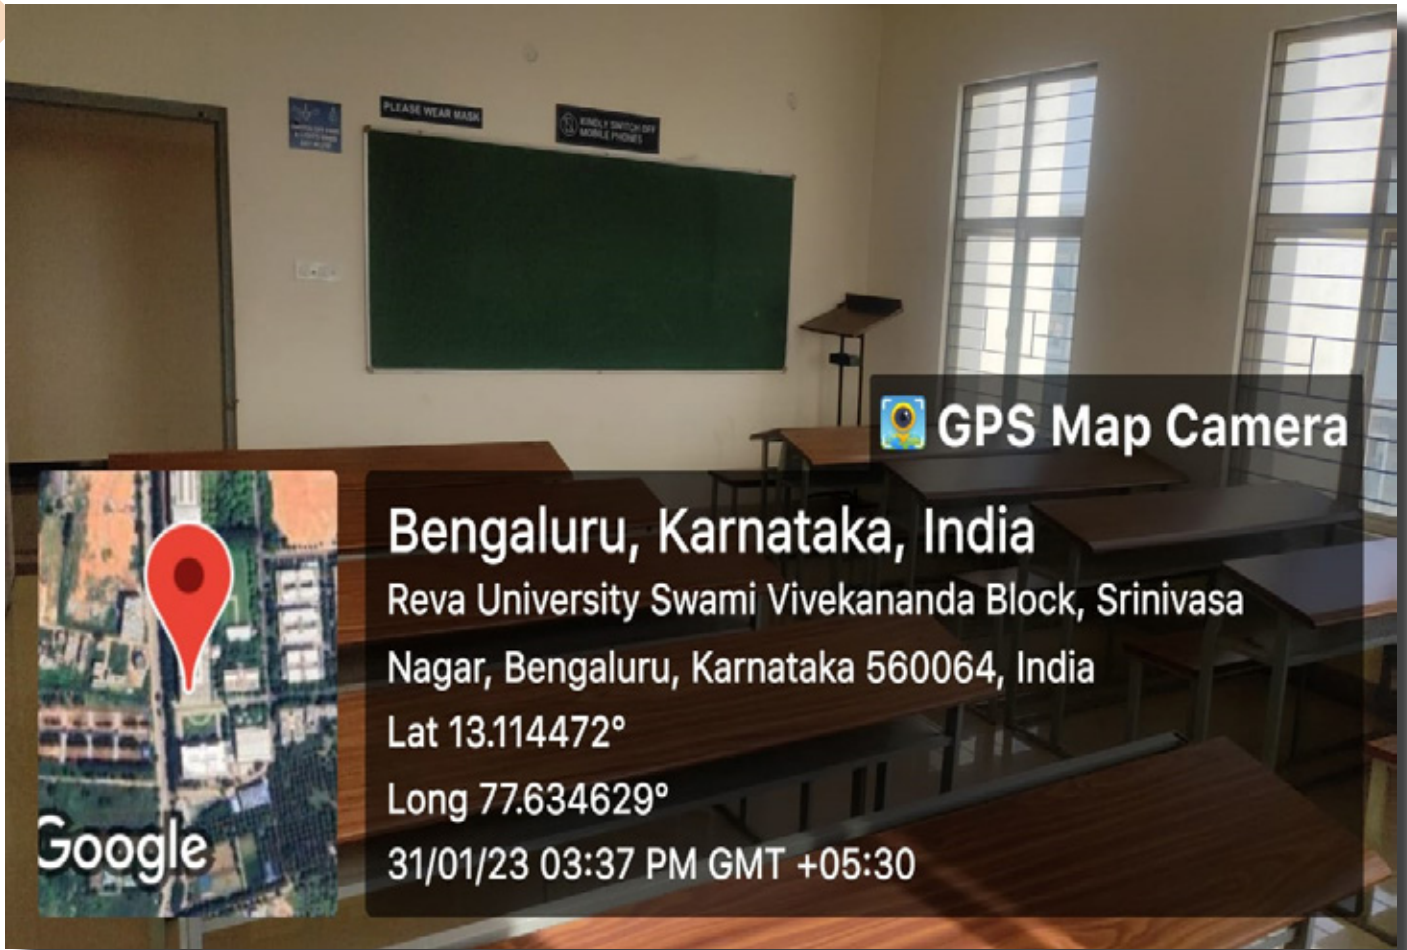 PLEASE WEAR MASK
KINDLY SWITCH OFF
MOBILE PHONES
GPS Map Camera
Bengaluru, Karnataka, India
Reva University Swami Vivekananda Block, Srinivasa
Nagar, Bengaluru, Karnataka 560064, India
Lat 13.114472°
Long 77.634629°
31/01/23 03:37 PM GMT +05:30
Google